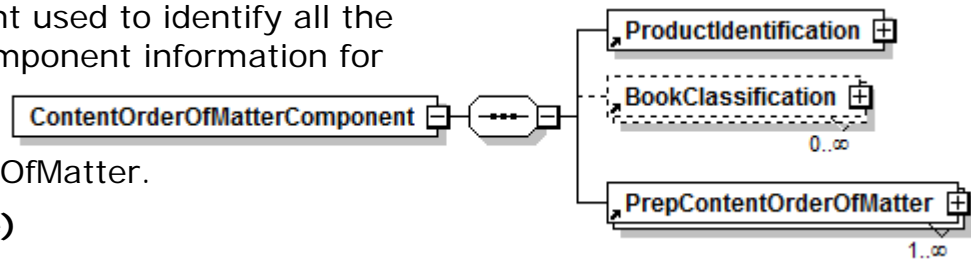 nt used to identify all the
mponent information for
ContentOrderOfMatterComponent
OfMatter.
)
ProductIdentification
BookClassification
0..∞
PrepContentOrderOfMatter
1..∞